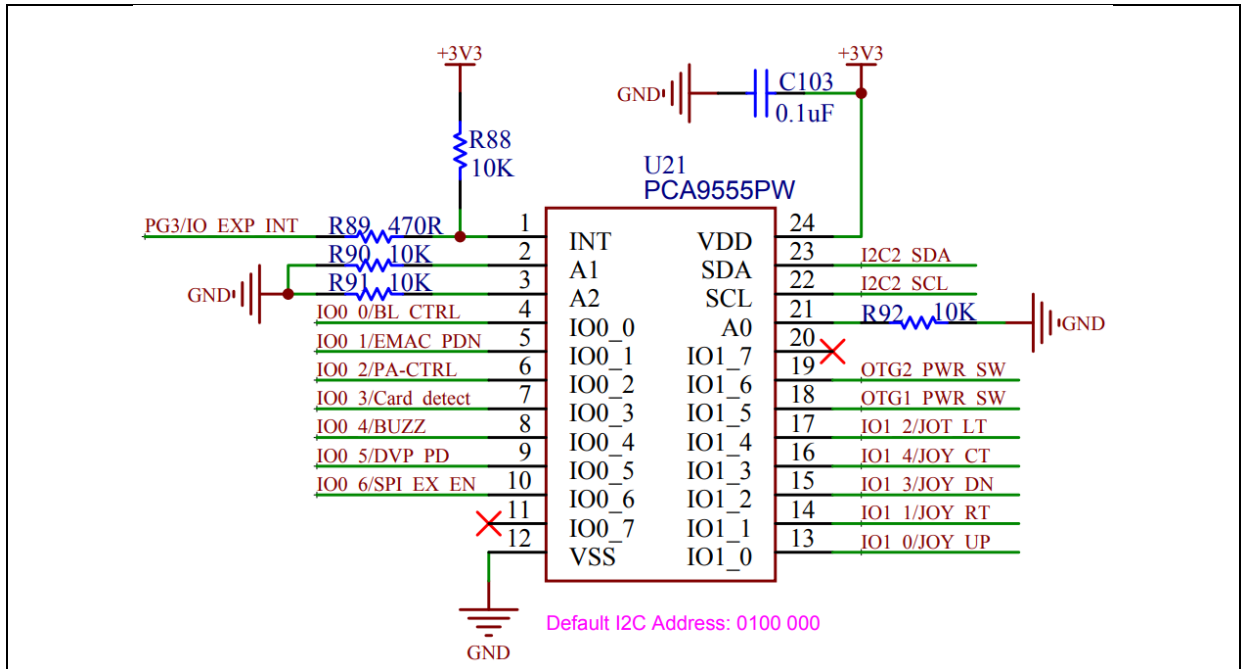 +3V3
+3V3
GND
C103
0.1uF
R88
10K
U21
PCA9555PW
PG3/IO_EXP_INT
R89 470R
R90 10K
R91 10K
GND
IO0_0/BL_CTRL
IO0_1/EMAC_PDN
IO0_2/PA-CTRL
IO0_3/Card_detect
IO0_4/BUZZ
IO0_5/DVP_PD
IO0_6/SPI_EX_EN
1
2
3
4
5
6
7
8
9
10
11
12
INT
A1
A2
IO0_0
IO0_1
IO0_2
IO0_3
IO0_4
IO0_5
IO0_6
IO0_7
VSS
VDD
SDA
SCL
A0
IO1_7
IO1_6
IO1_5
IO1_4
IO1_3
IO1_2
IO1_1
IO1_0
24
23
22
21
20
19
18
17
16
15
14
13
I2C2_SDA
I2C2_SCL
R92 10K
GND
OTG2_PWR_SW
OTG1_PWR_SW
IO1_2/JOT_LT
IO1_4/JOY_CT
IO1_3/JOY_DN
IO1_1/JOY_RT
IO1_0/JOY_UP
Default I2C Address: 0100 000
GND